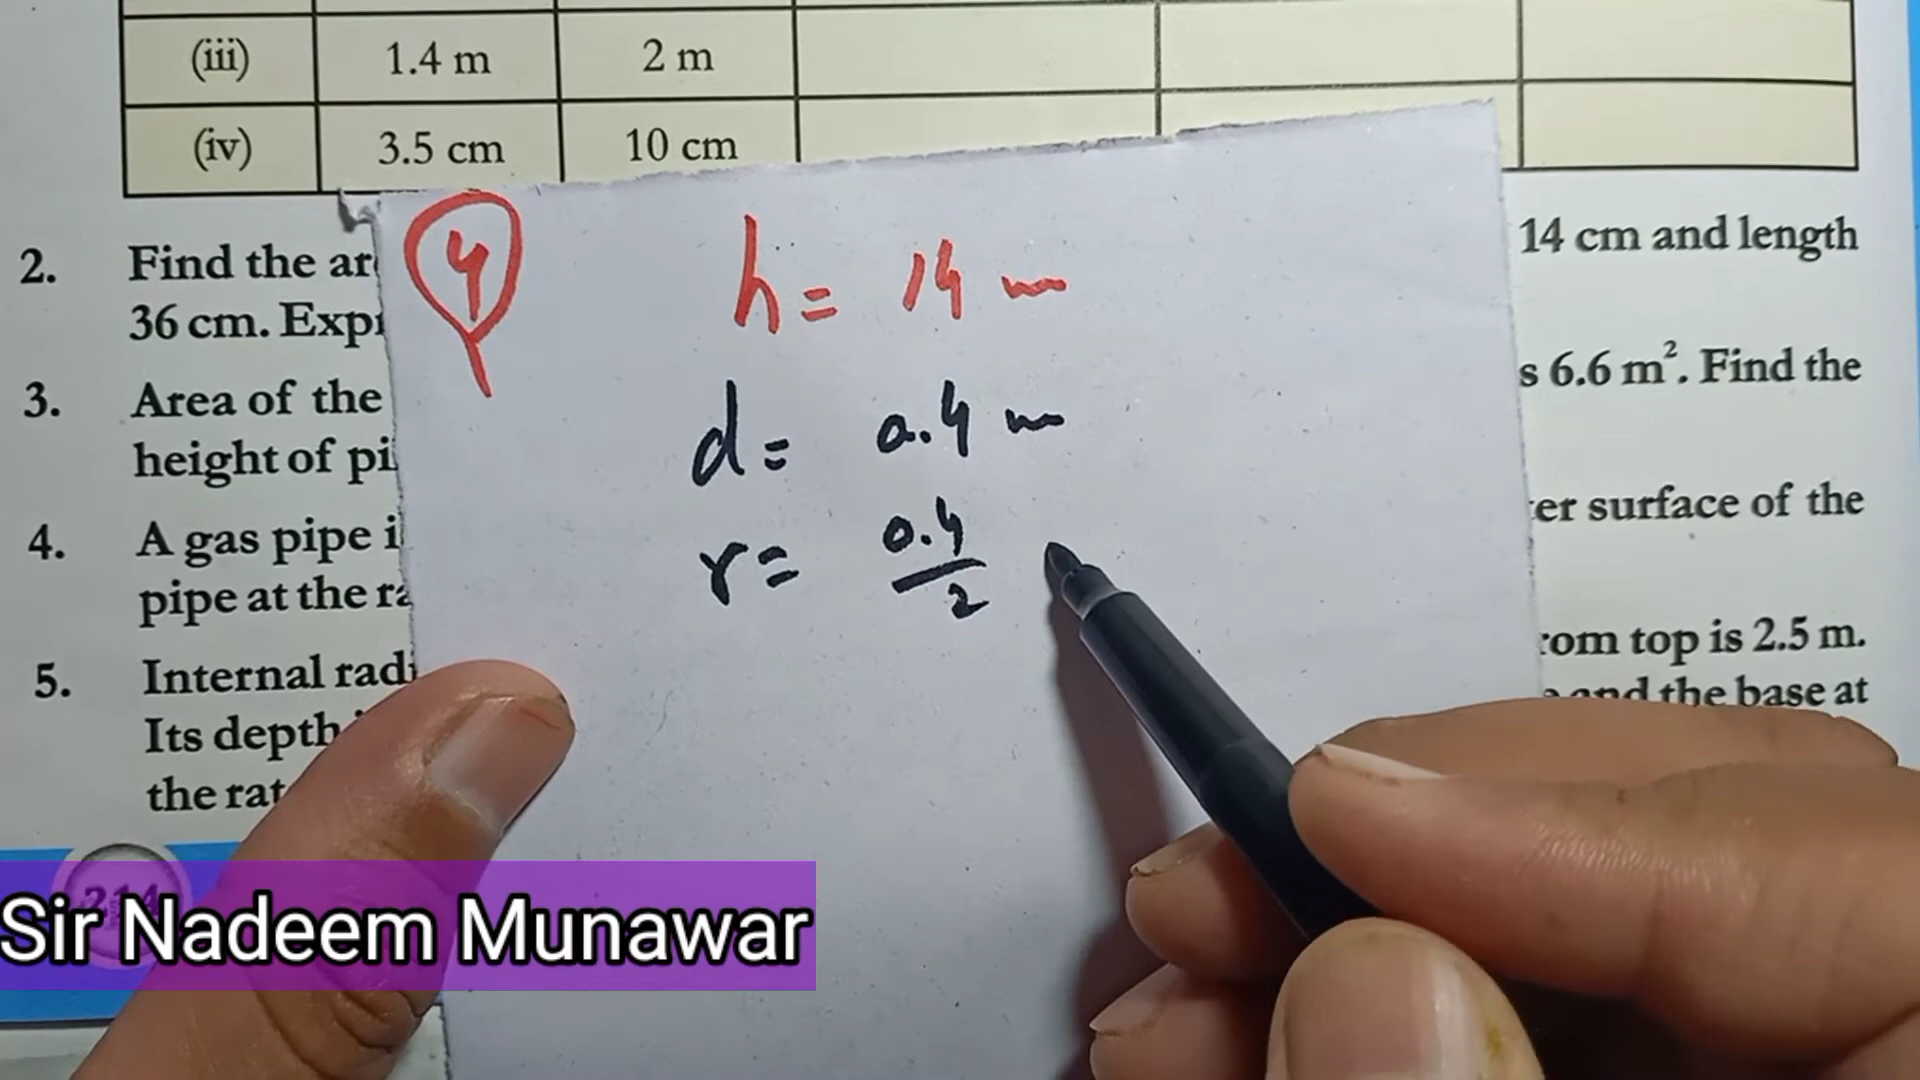 (iii) 1.4 m 2 m
(iv) 3.5 cm 10 cm
2. Find the ar 14 cm and length
36 cm. Exp
3. Area of the s 6.6 m². Find the
height of pi
4. A gas pipe i er surface of the
pipe at the ra
5. Internal radi rom top is 2.5 m.
Its depth and the base at
the rat
4
h = 14 m
d = 0.4 m
r = 0.4/2
214
Sir Nadeem Munawar